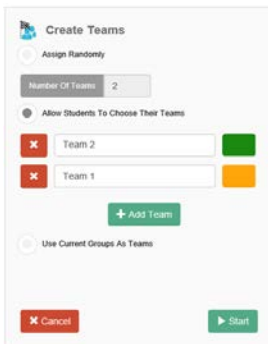 Create Teams
Assign Randomly
Number Of Teams 2
Allow Students To Choose Their Teams
Team 2
Team 1
Add Team
Use Current Groups As Teams
Cancel
Start